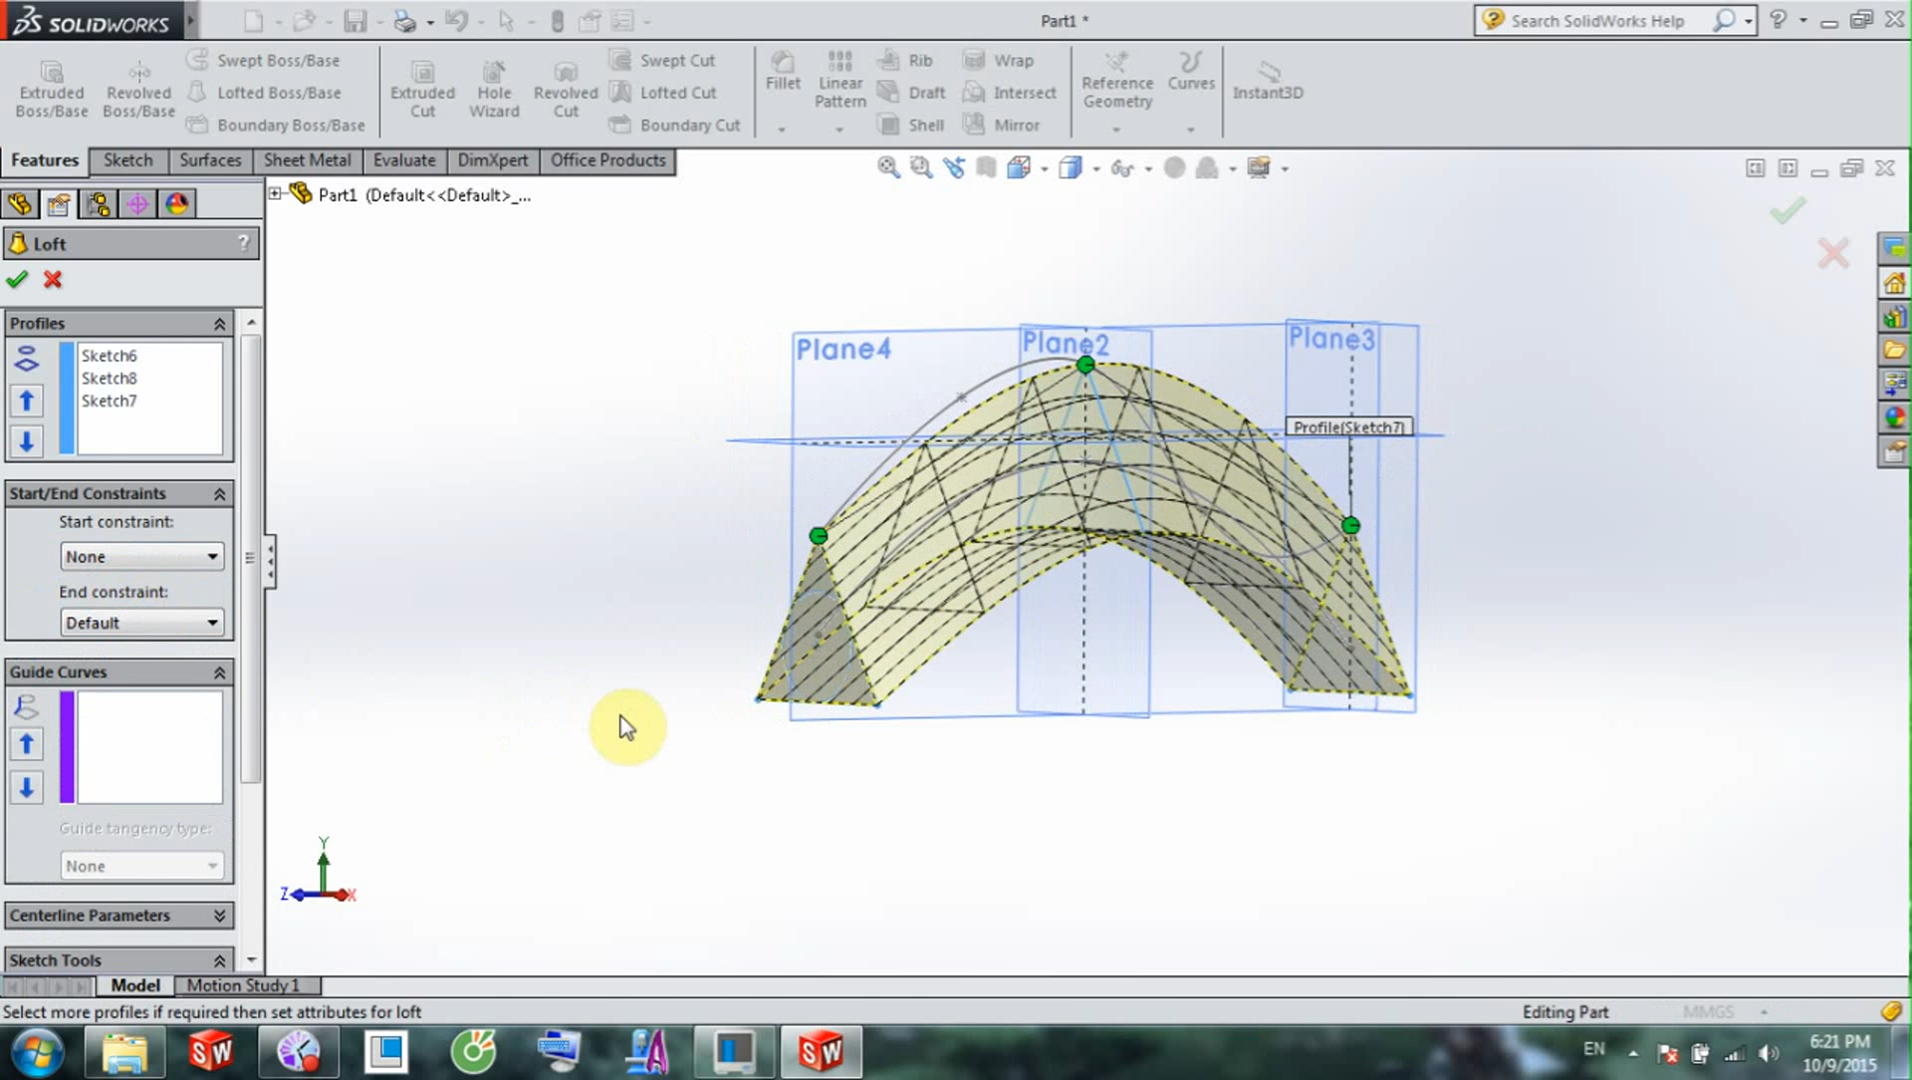 SOLIDWORKS
Part1 *
Search SolidWorks Help
Extruded Boss/Base
Revolved Boss/Base
Swept Boss/Base
Lofted Boss/Base
Boundary Boss/Base
Extruded Cut
Hole Wizard
Revolved Cut
Swept Cut
Lofted Cut
Boundary Cut
Fillet
Linear Pattern
Rib
Draft
Shell
Wrap
Intersect
Mirror
Reference Geometry
Curves
Instant3D
Features
Sketch
Surfaces
Sheet Metal
Evaluate
DimXpert
Office Products
Part1 (Default<<Default>_...
Loft
?
Profiles
Sketch6
Sketch8
Sketch7
Start/End Constraints
Start constraint:
None
End constraint:
Default
Guide Curves
Guide tangency type:
None
Centerline Parameters
Sketch Tools
Plane4
Plane2
Plane3
Profile(Sketch7)
Y
Z
X
Model
Motion Study 1
Select more profiles if required then set attributes for loft
Editing Part
MMGS
SW
SW
EN
6:21 PM
10/9/2015